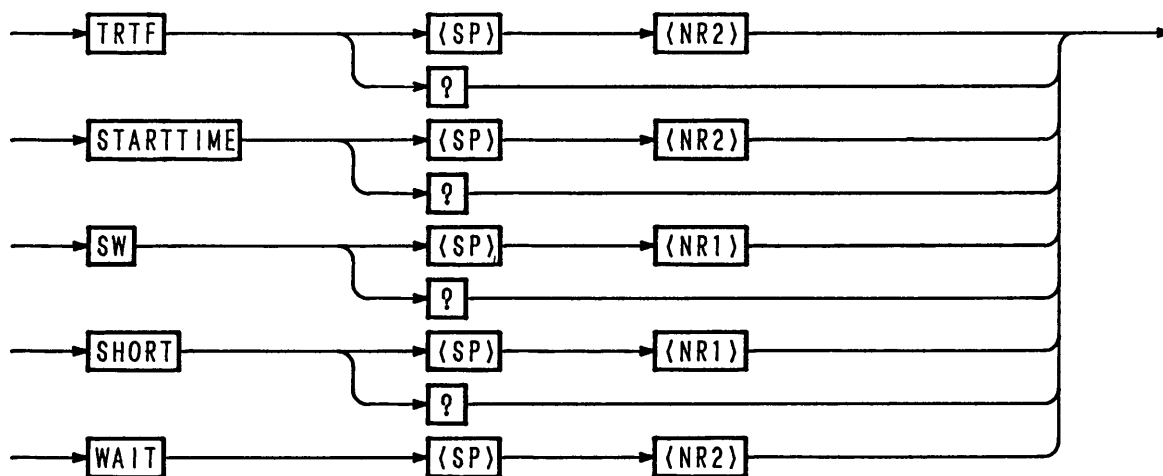 TRTF ⟨SP⟩ ⟨NR2⟩
?
STARTTIME ⟨SP⟩ ⟨NR2⟩
?
SW ⟨SP⟩ ⟨NR1⟩
?
SHORT ⟨SP⟩ ⟨NR1⟩
?
WAIT ⟨SP⟩ ⟨NR2⟩